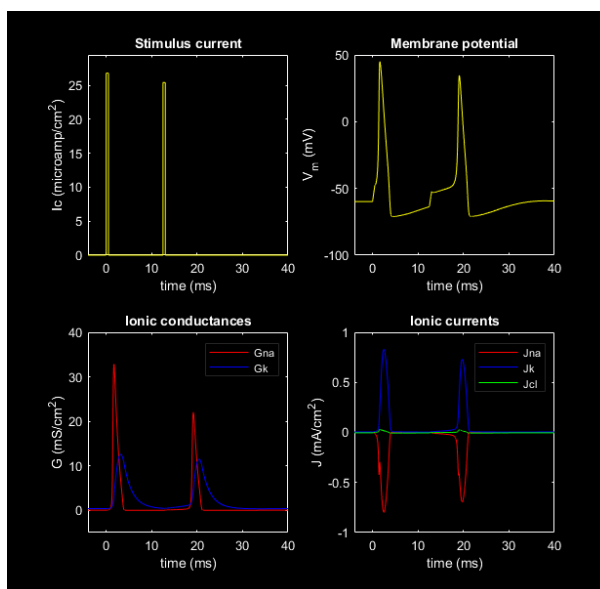 Stimulus current
Ic (microamp/cm²)
25
20
15
10
5
0
0 10 20 30 40
time (ms)
Membrane potential
V_m (mV)
50
0
-50
-100
0 10 20 30 40
time (ms)
Ionic conductances
G (mS/cm²)
40
30
20
10
0
-5
Gna
Gk
0 10 20 30 40
time (ms)
Ionic currents
J (mA/cm²)
1
0.5
0
-0.5
-1
Jna
Jk
Jcl
0 10 20 30 40
time (ms)